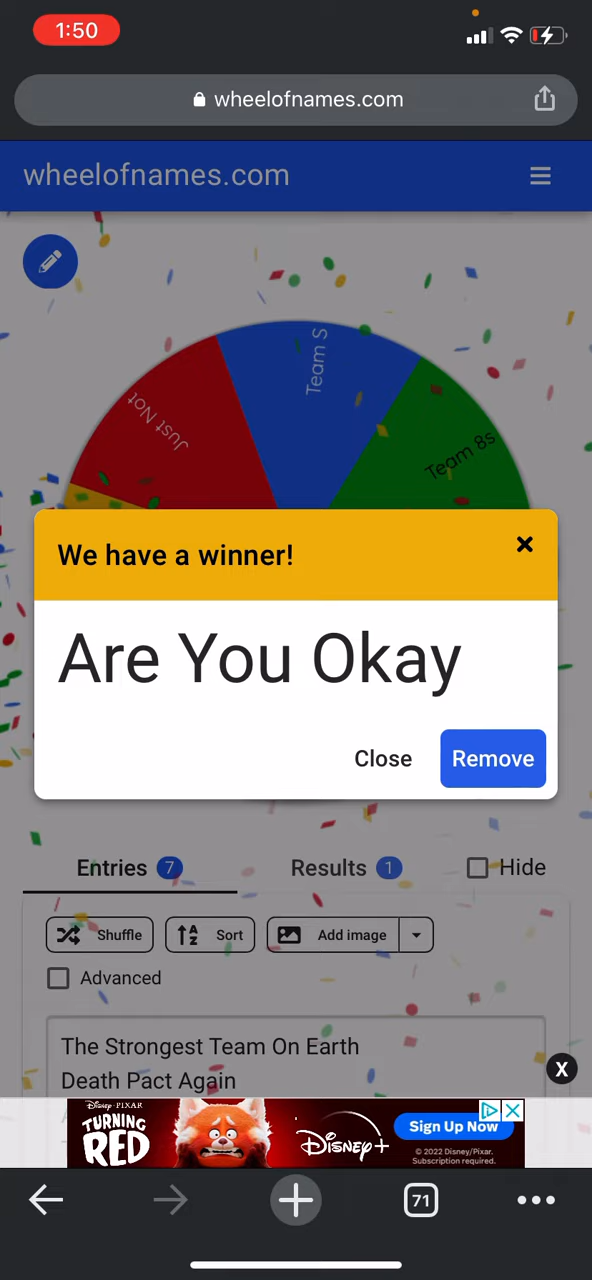 1:50
wheelofnames.com
wheelofnames.com
Team S
Just Not
Team 8s
We have a winner!
Are You Okay
Close
Remove
Entries 7
Results 1
Hide
Shuffle
Sort
Add image
Advanced
The Strongest Team On Earth
Death Pact Again
Disney · PIXAR
TURNING
RED
Disney+
Sign Up Now
© 2022 Disney/Pixar.
Subscription required.
X
71